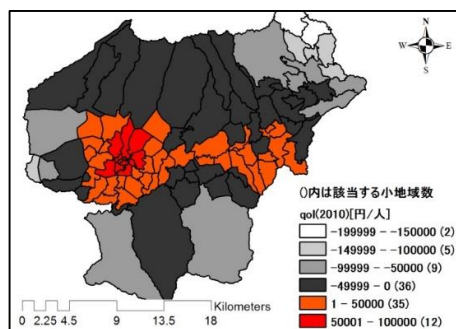 N
W E
S
()内は該当する小地域数
qol(2010)[円/人]
-199999 - -150000 (2)
-149999 - -100000 (5)
-99999 - -50000 (9)
-49999 - 0 (36)
1 - 50000 (35)
50001 - 100000 (12)
Kilometers
0 2.25 4.5 9 13.5 18